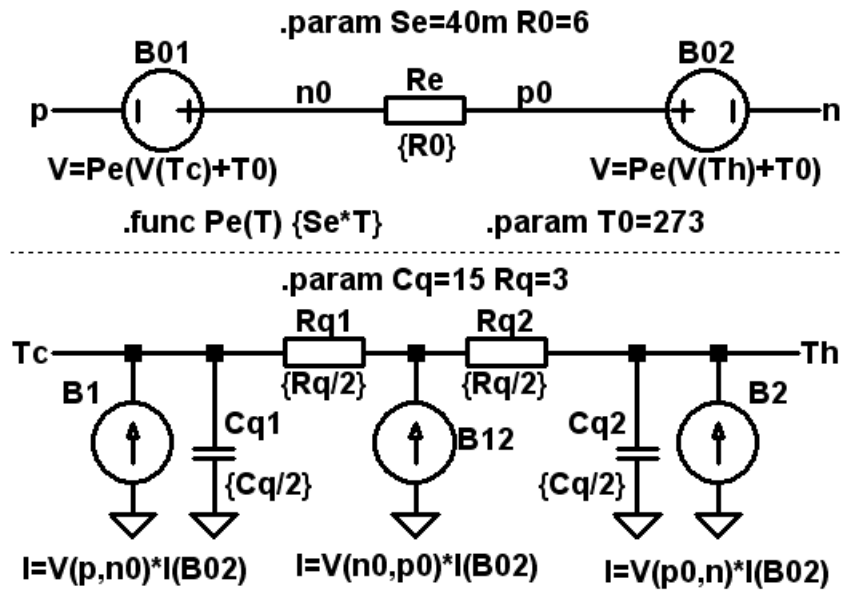 .param Se=40m R0=6
B01
B02
p
n0
Re
p0
n
{R0}
V=Pe(V(Tc)+T0)
V=Pe(V(Th)+T0)
.func Pe(T) {Se*T}
.param T0=273
.param Cq=15 Rq=3
Rq1
Rq2
Tc
Th
{Rq/2}
{Rq/2}
B1
B2
Cq1
B12
Cq2
{Cq/2}
{Cq/2}
I=V(p,n0)*I(B02)
I=V(n0,p0)*I(B02)
I=V(p0,n)*I(B02)